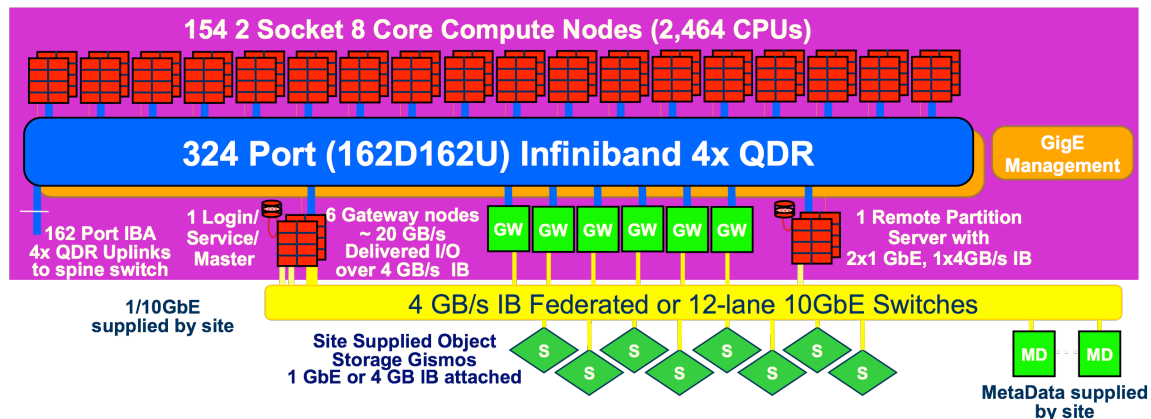 154 2 Socket 8 Core Compute Nodes (2,464 CPUs)
324 Port (162D162U) Infiniband 4x QDR
GigE
Management
162 Port IBA
4x QDR Uplinks
to spine switch
1 Login/
Service/
Master
6 Gateway nodes
~ 20 GB/s
Delivered I/O
over 4 GB/s IB
GW
GW
GW
GW
GW
GW
1 Remote Partition
Server with
2x1 GbE, 1x4GB/s IB
1/10GbE
supplied by site
4 GB/s IB Federated or 12-lane 10GbE Switches
Site Supplied Object
Storage Gismos
1 GbE or 4 GB IB attached
S
S
S
S
S
S
S
S
MD
MD
MetaData supplied
by site